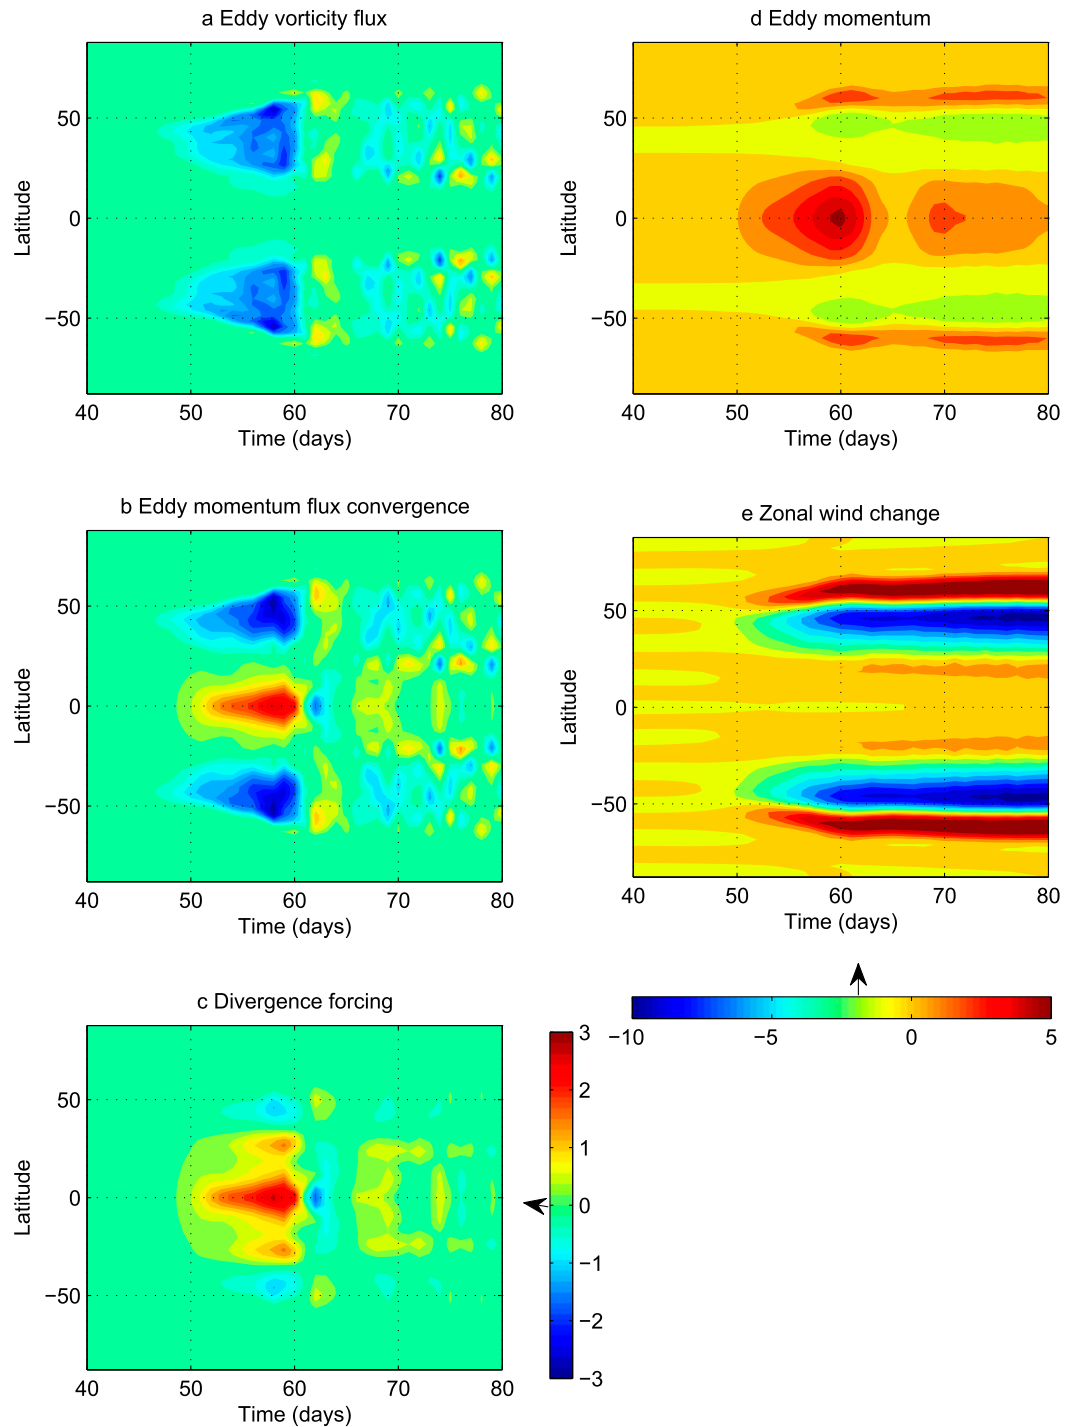 a Eddy vorticity flux
50
0
−50
Latitude
40 50 60 70 80
Time (days)
d Eddy momentum
50
0
−50
Latitude
40 50 60 70 80
Time (days)
b Eddy momentum flux convergence
50
0
−50
Latitude
40 50 60 70 80
Time (days)
e Zonal wind change
50
0
−50
Latitude
40 50 60 70 80
Time (days)
−10 −5 0 5
c Divergence forcing
50
0
−50
Latitude
40 50 60 70 80
Time (days)
3
2
1
0
−1
−2
−3